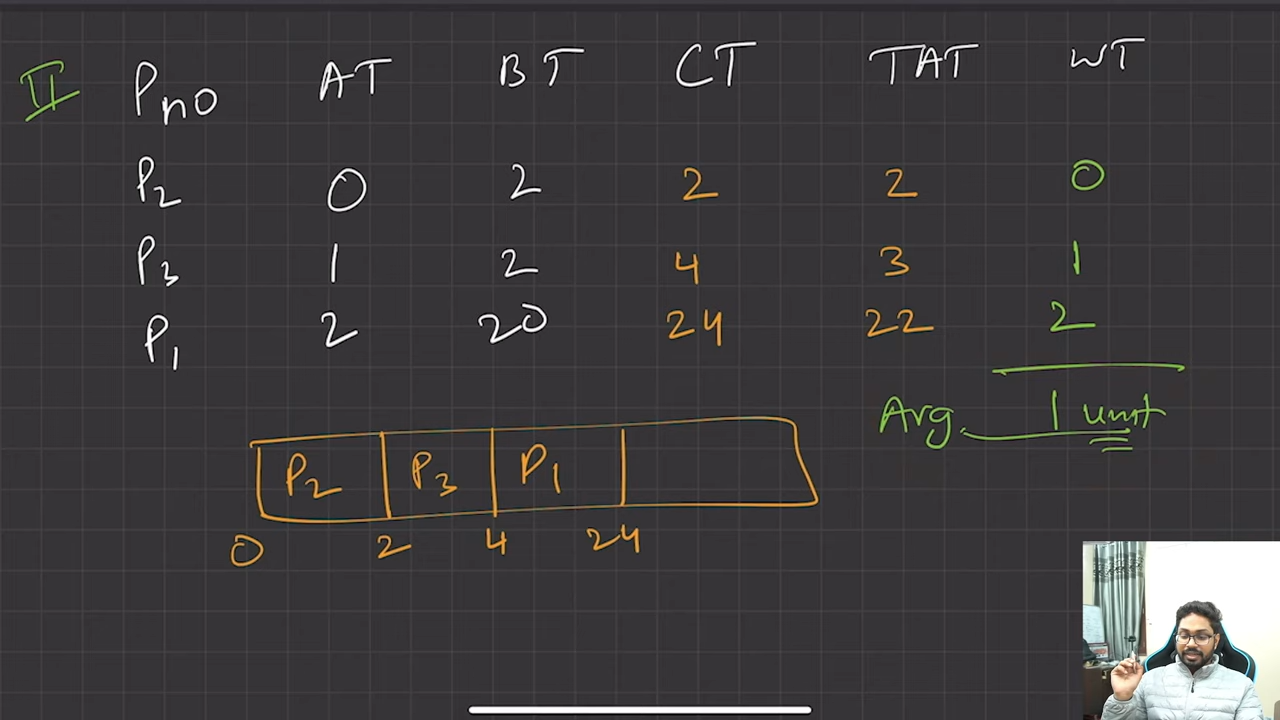 II Pno AT BT CT TAT WT
P2 0 2 2 2 0
P3 1 2 4 3 1
P1 2 20 24 22 2
Avg 1 unit
P2 P3 P1
0 2 4 24